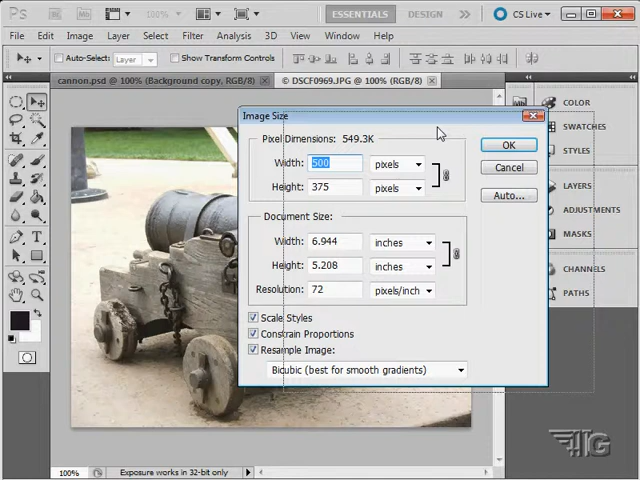 Ps
Mb
100%
ESSENTIALS
DESIGN
CS Live
File Edit Image Layer Select Filter Analysis 3D View Window Help
Auto-Select: Layer Show Transform Controls
cannon.psd @ 100% (Background copy, RGB/8)
© DSCF0969.JPG @ 100% (RGB/8)
Image Size
Pixel Dimensions: 549.3K
Width: 500 pixels
Height: 375 pixels
OK
Cancel
Auto...
Document Size:
Width: 6.944 inches
Height: 5.208 inches
Resolution: 72 pixels/inch
Scale Styles
Constrain Proportions
Resample Image:
Bicubic (best for smooth gradients)
COLOR
SWATCHES
STYLES
LAYERS
ADJUSTMENTS
MASKS
CHANNELS
PATHS
100%
Exposure works in 32-bit only